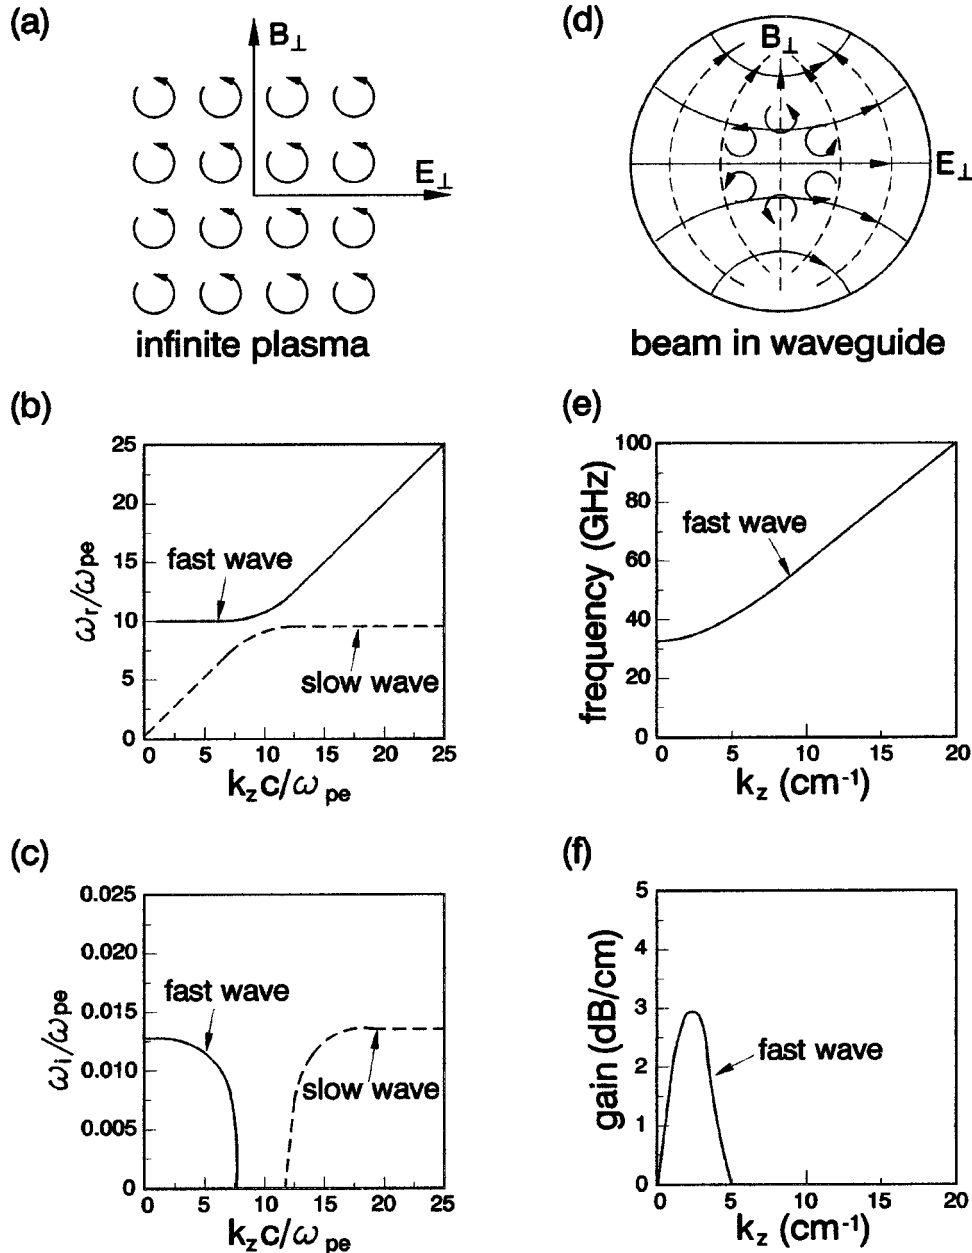 (a)
B⊥
E⊥
infinite plasma
(d)
B⊥
E⊥
beam in waveguide
(b)
25
20
15
10
5
0
ωr/ωpe
fast wave
slow wave
0 5 10 15 20 25
kz c/ω pe
(e)
100
80
60
40
20
0
frequency (GHz)
fast wave
0 5 10 15 20
kz (cm-1)
(c)
0.025
0.020
0.015
0.010
0.005
0
ωi/ωpe
fast wave
slow wave
0 5 10 15 20 25
kz c/ω pe
(f)
5
4
3
2
1
0
gain (dB/cm)
fast wave
0 5 10 15 20
kz (cm-1)